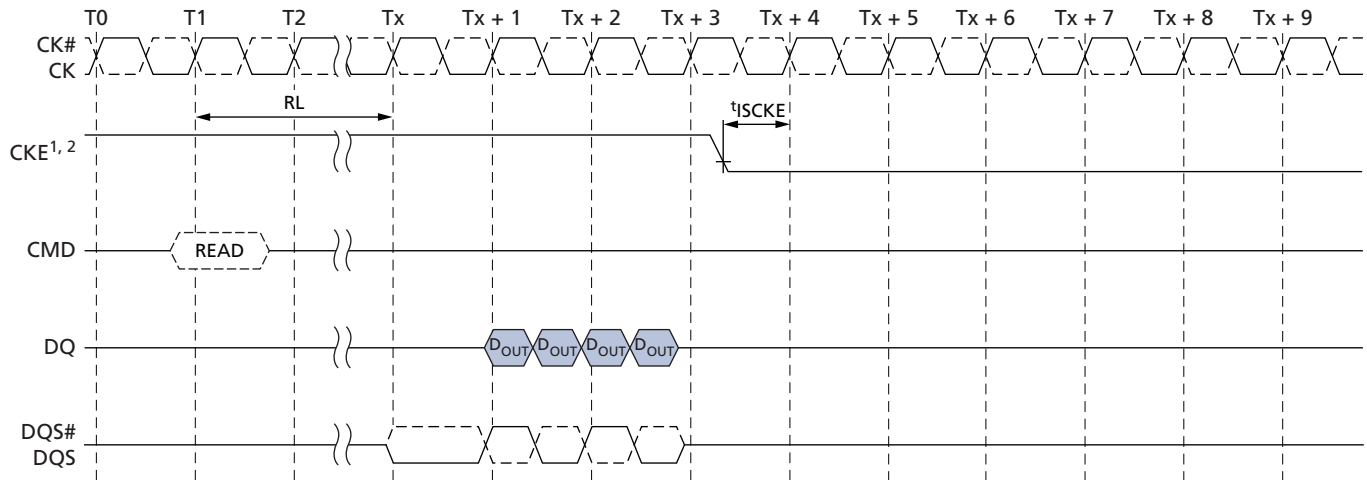 T0 T1 T2 Tx Tx + 1 Tx + 2 Tx + 3 Tx + 4 Tx + 5 Tx + 6 Tx + 7 Tx + 8 Tx + 9
CK#
CK
RL
tISCKE
CKE1, 2
CMD READ
DQ DOUT DOUT DOUT DOUT
DQS#
DQS